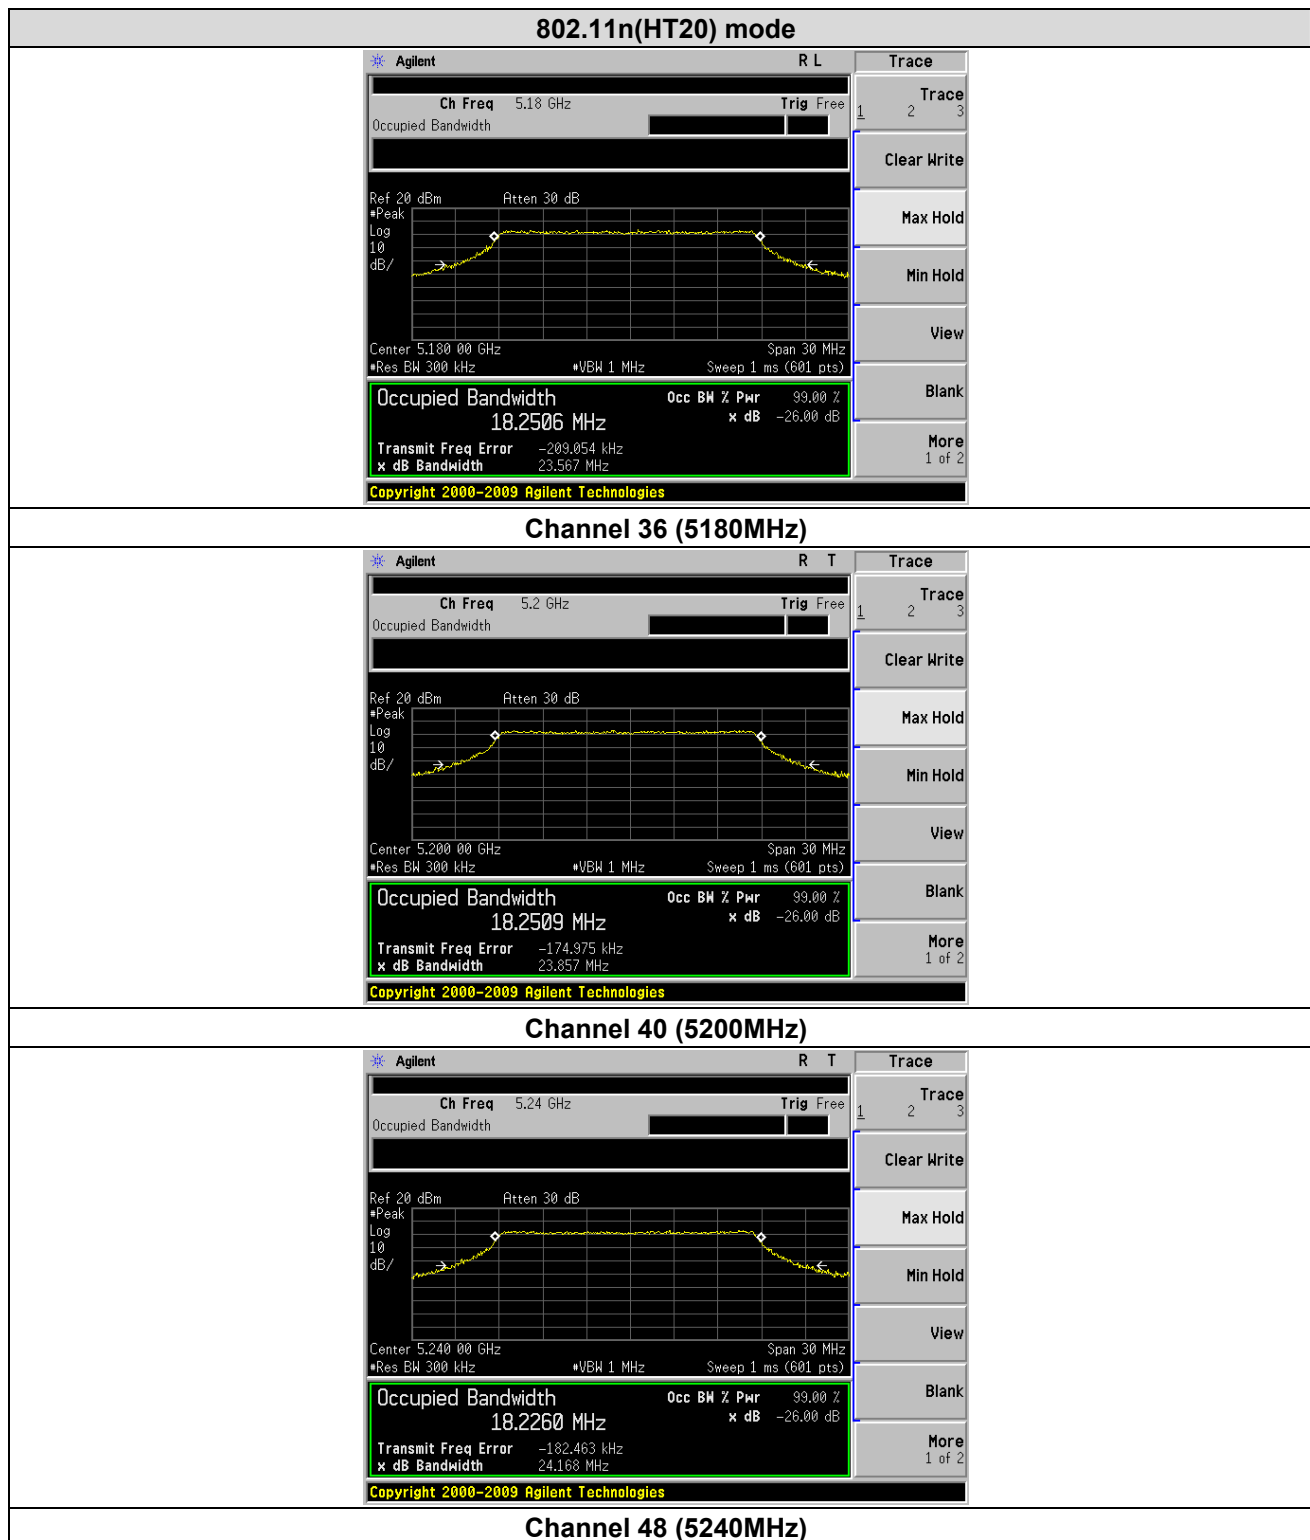 802.11n(HT20) mode
Agilent R L Trace
Ch Freq 5.18 GHz Trig Free
Occupied Bandwidth
Trace
1 2 3
Clear Write
Ref 20 dBm Atten 30 dB
#Peak
Log
10
dB/
Max Hold
Min Hold
View
Center 5.180 00 GHz Span 30 MHz
#Res BW 300 kHz #VBW 1 MHz Sweep 1 ms (601 pts)
Occupied Bandwidth Occ BW % Pwr 99.00 %
18.2506 MHz x dB -26.00 dB
Transmit Freq Error -209.054 kHz
x dB Bandwidth 23.567 MHz
Blank
More
1 of 2
Copyright 2000-2009 Agilent Technologies
Channel 36 (5180MHz)
Agilent R T Trace
Ch Freq 5.2 GHz Trig Free
Occupied Bandwidth
Trace
1 2 3
Clear Write
Ref 20 dBm Atten 30 dB
#Peak
Log
10
dB/
Max Hold
Min Hold
View
Center 5.200 00 GHz Span 30 MHz
#Res BW 300 kHz #VBW 1 MHz Sweep 1 ms (601 pts)
Occupied Bandwidth Occ BW % Pwr 99.00 %
18.2509 MHz x dB -26.00 dB
Transmit Freq Error -174.975 kHz
x dB Bandwidth 23.857 MHz
Blank
More
1 of 2
Copyright 2000-2009 Agilent Technologies
Channel 40 (5200MHz)
Agilent R T Trace
Ch Freq 5.24 GHz Trig Free
Occupied Bandwidth
Trace
1 2 3
Clear Write
Ref 20 dBm Atten 30 dB
#Peak
Log
10
dB/
Max Hold
Min Hold
View
Center 5.240 00 GHz Span 30 MHz
#Res BW 300 kHz #VBW 1 MHz Sweep 1 ms (601 pts)
Occupied Bandwidth Occ BW % Pwr 99.00 %
18.2260 MHz x dB -26.00 dB
Transmit Freq Error -182.463 kHz
x dB Bandwidth 24.168 MHz
Blank
More
1 of 2
Copyright 2000-2009 Agilent Technologies
Channel 48 (5240MHz)